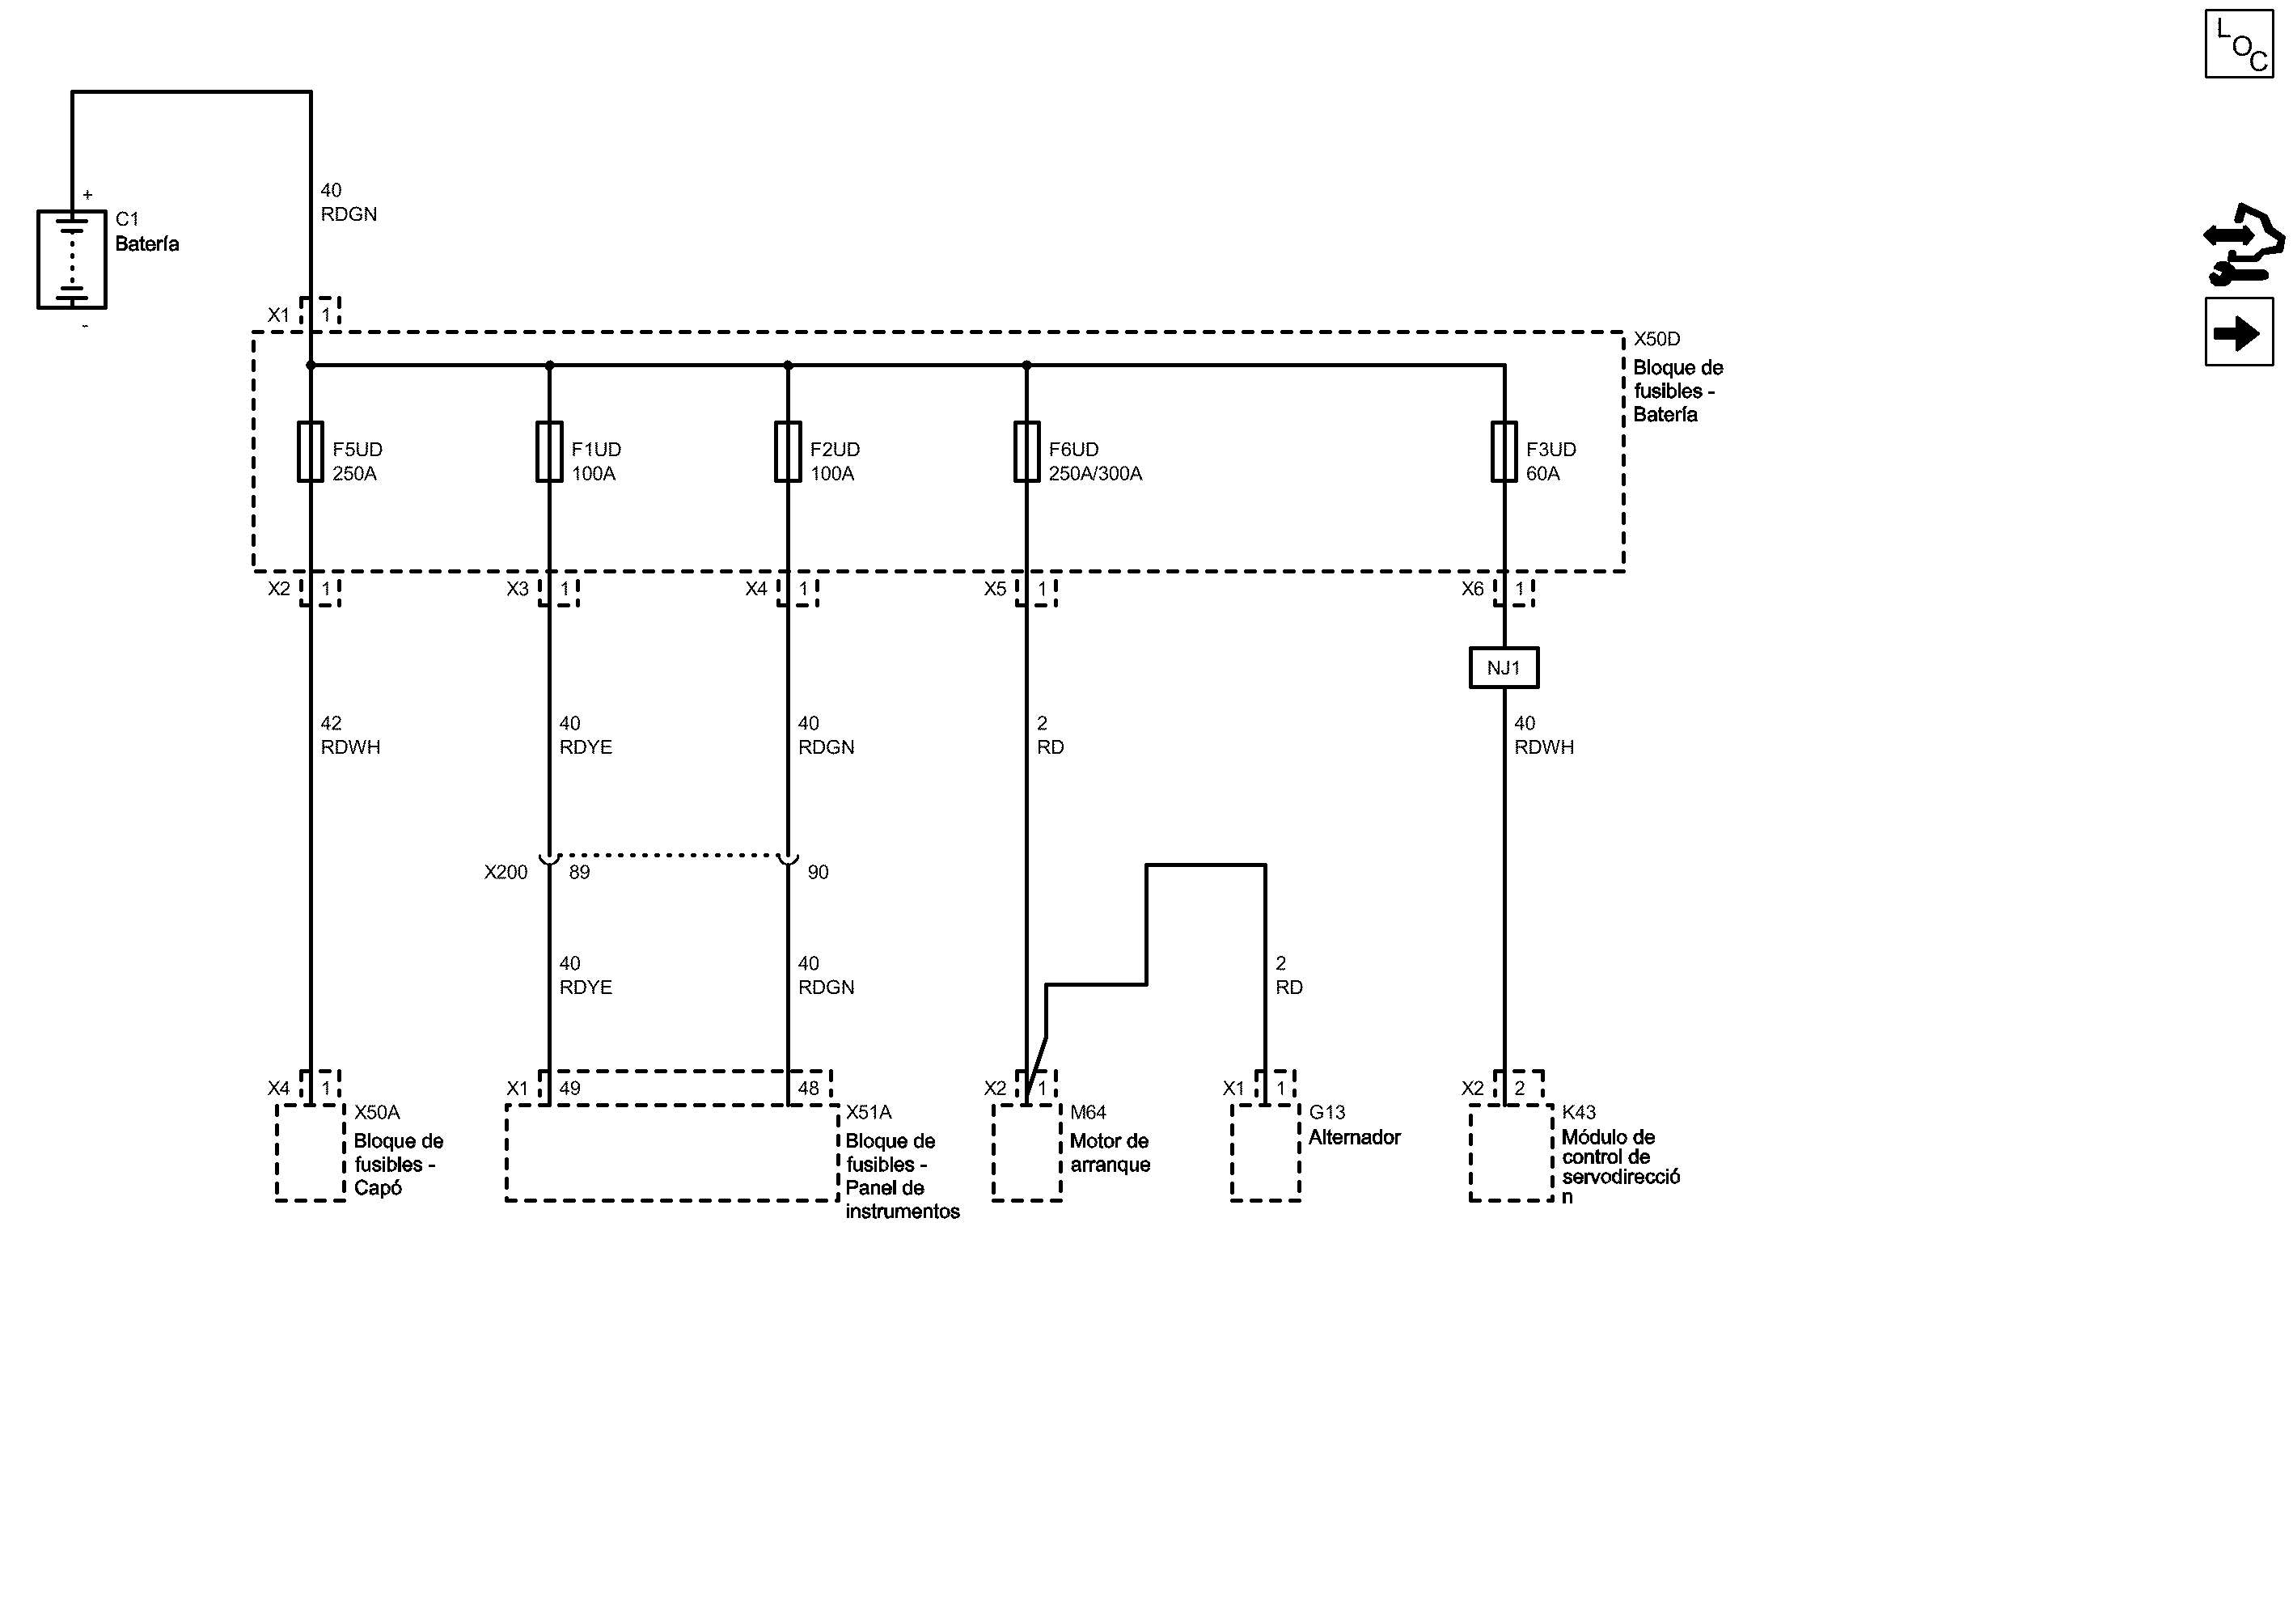 L
O
C
+
C1
Batería
-
40
RDGN
X1 1
X50D
Bloque de
fusibles -
Batería
F5UD
250A
F1UD
100A
F2UD
100A
F6UD
250A/300A
F3UD
60A
X2 1
X3 1
X4 1
X5 1
X6 1
NJ1
42
RDWH
40
RDYE
40
RDGN
2
RD
40
RDWH
X200 89 90
40
RDYE
40
RDGN
2
RD
X4 1
X50A
Bloque de
fusibles -
Capó
X1 49 48
X51A
Bloque de
fusibles -
Panel de
instrumentos
X2 1
M64
Motor de
arranque
X1 1
G13
Alternador
X2 2
K43
Módulo de
control de
servodirecció
n